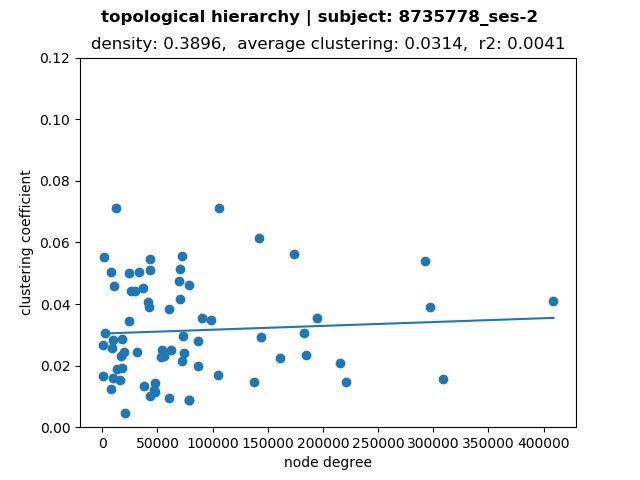 topological hierarchy | subject: 8735778_ses-2
density: 0.3896,  average clustering: 0.0314,  r2: 0.0041
0.12
0.10
0.08
0.06
0.04
0.02
0.00
clustering coefficient
0 50000 100000 150000 200000 250000 300000 350000 400000
node degree